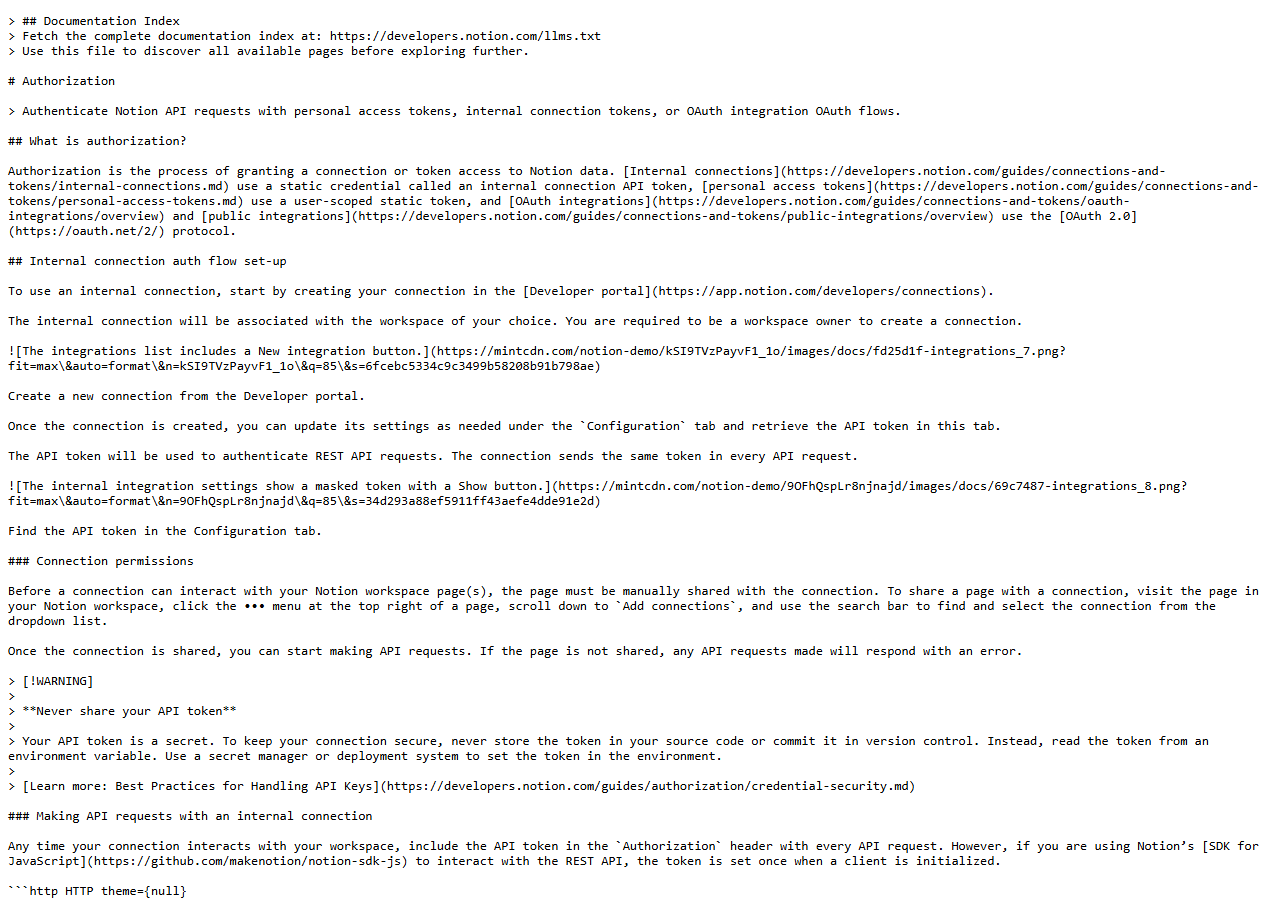 > ## Documentation Index
> Fetch the complete documentation index at: https://developers.notion.com/llms.txt
> Use this file to discover all available pages before exploring further.

# Authorization

> Authenticate Notion API requests with personal access tokens, internal connection tokens, or OAuth integration OAuth flows.

## What is authorization?

Authorization is the process of granting a connection or token access to Notion data. [Internal connections](https://developers.notion.com/guides/connections-and-
tokens/internal-connections.md) use a static credential called an internal connection API token, [personal access tokens](https://developers.notion.com/guides/connections-and-
tokens/personal-access-tokens.md) use a user-scoped static token, and [OAuth integrations](https://developers.notion.com/guides/connections-and-tokens/oauth-
integrations/overview) and [public integrations](https://developers.notion.com/guides/connections-and-tokens/public-integrations/overview) use the [OAuth 2.0]
(https://oauth.net/2/) protocol.

## Internal connection auth flow set-up

To use an internal connection, start by creating your connection in the [Developer portal](https://app.notion.com/developers/connections).

The internal connection will be associated with the workspace of your choice. You are required to be a workspace owner to create a connection.

![The integrations list includes a New integration button.](https://mintcdn.com/notion-demo/kSI9TVzPayvF1_1o/images/docs/fd25d1f-integrations_7.png?
fit=max\&auto=format\&n=kSI9TVzPayvF1_1o\&q=85\&s=6fcebc5334c9c3499b58208b91b798ae)

Create a new connection from the Developer portal.

Once the connection is created, you can update its settings as needed under the `Configuration` tab and retrieve the API token in this tab.

The API token will be used to authenticate REST API requests. The connection sends the same token in every API request.

![The internal integration settings show a masked token with a Show button.](https://mintcdn.com/notion-demo/9OFhQspLr8njnajd/images/docs/69c7487-integrations_8.png?
fit=max\&auto=format\&n=9OFhQspLr8njnajd\&q=85\&s=34d293a88ef5911ff43aefe4dde91e2d)

Find the API token in the Configuration tab.

### Connection permissions

Before a connection can interact with your Notion workspace page(s), the page must be manually shared with the connection. To share a page with a connection, visit the page in
your Notion workspace, click the ••• menu at the top right of a page, scroll down to `Add connections`, and use the search bar to find and select the connection from the
dropdown list.

Once the connection is shared, you can start making API requests. If the page is not shared, any API requests made will respond with an error.

> [!WARNING]
>
> **Never share your API token**
>
> Your API token is a secret. To keep your connection secure, never store the token in your source code or commit it in version control. Instead, read the token from an
environment variable. Use a secret manager or deployment system to set the token in the environment.
>
> [Learn more: Best Practices for Handling API Keys](https://developers.notion.com/guides/authorization/credential-security.md)

### Making API requests with an internal connection

Any time your connection interacts with your workspace, include the API token in the `Authorization` header with every API request. However, if you are using Notion’s [SDK for
JavaScript](https://github.com/makenotion/notion-sdk-js) to interact with the REST API, the token is set once when a client is initialized.

```http HTTP theme={null}